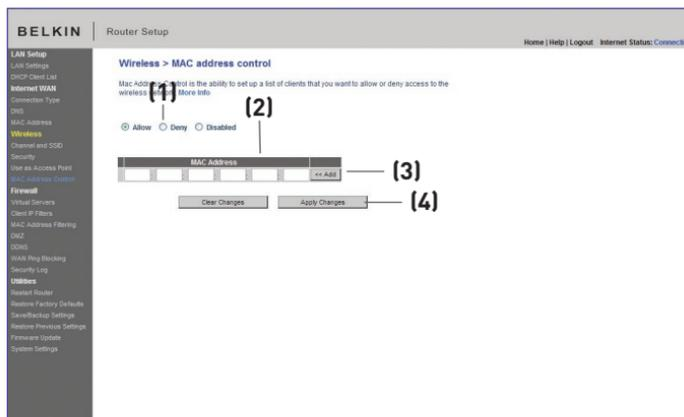 BELKIN
Router Setup
Home | Help | Logout Internet Status: Connecti
LAN Setup
LAN Settings
DHCP Client List
Internet WAN
Connection Type
DNS
MAC Address
Wireless
Channel and SSID
Security
Use as Access Point
MAC Address Control
Firewall
Virtual Servers
Client IP Filters
MAC Address Filtering
DMZ
DDNS
WAN Ping Blocking
Security Log
Utilities
Restart Router
Restore Factory Defaults
Save/Backup Settings
Restore Previous Settings
Firmware Update
System Settings
Wireless > MAC address control
Mac Address Control is the ability to set up a list of clients that you want to allow or deny access to the
wireless network. More Info
(1)
(2)
Allow Deny Disabled
MAC Address
: : : : :
<< Add
(3)
Clear Changes
Apply Changes
(4)